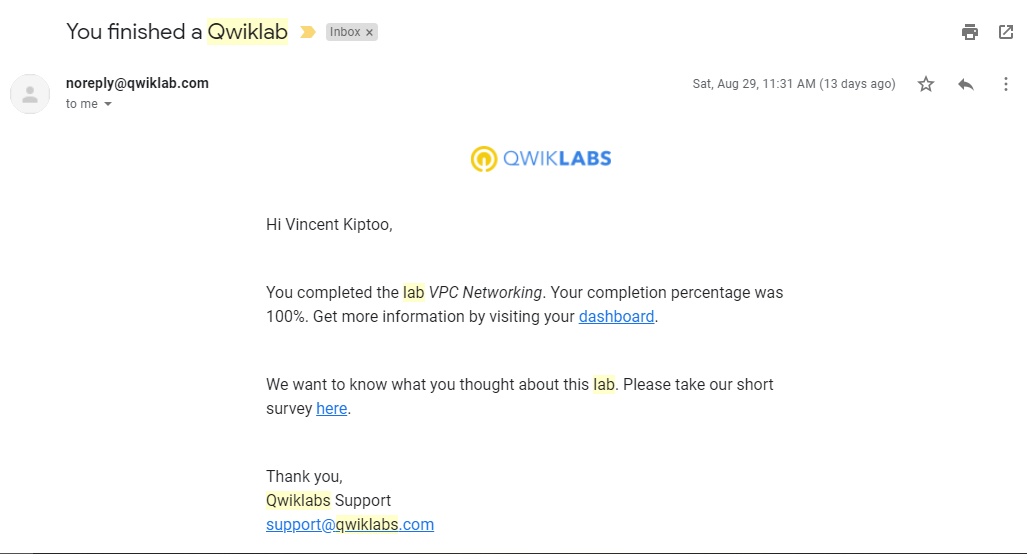 You finished a Qwiklab Inbox ×
noreply@qwiklab.com Sat, Aug 29, 11:31 AM (13 days ago)
to me
QWIKLABS
Hi Vincent Kiptoo,
You completed the lab VPC Networking. Your completion percentage was
100%. Get more information by visiting your dashboard.
We want to know what you thought about this lab. Please take our short
survey here.
Thank you,
Qwiklabs Support
support@qwiklabs.com